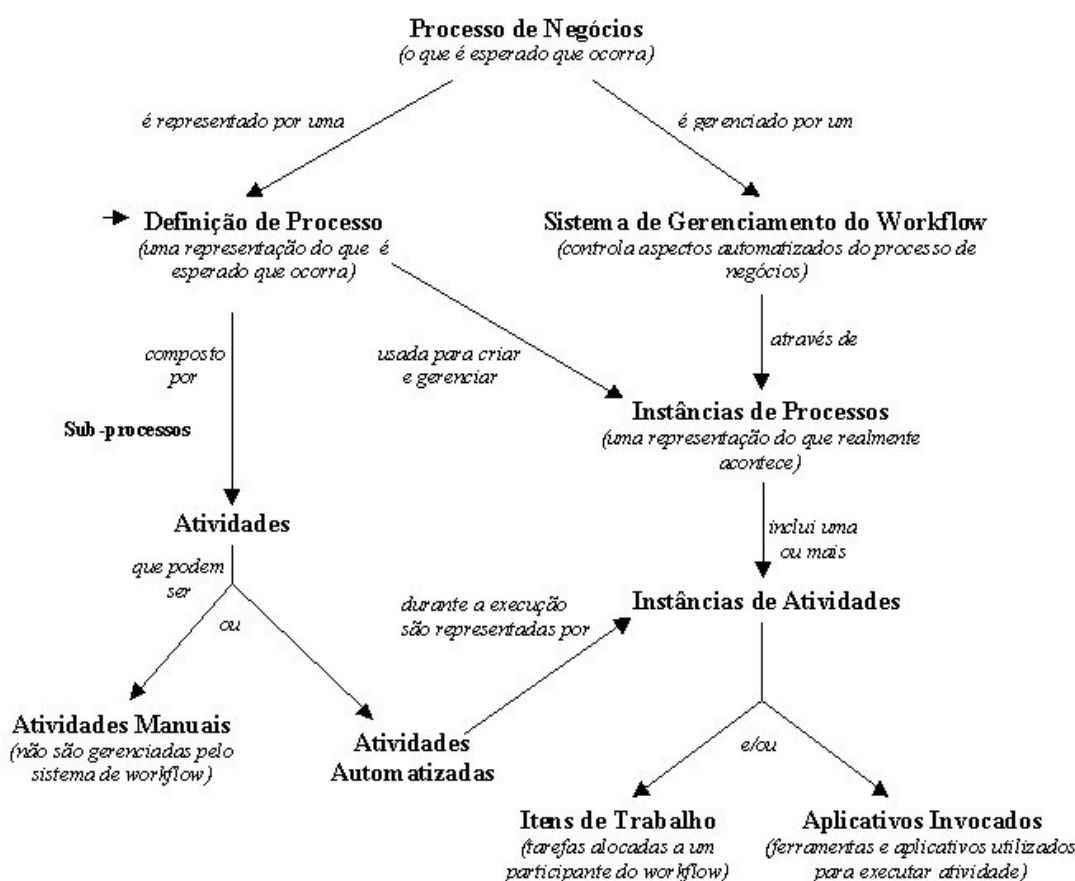 Processo de Negócios
(o que é esperado que ocorra)
é representado por uma
é gerenciado por um
Definição de Processo
(uma representação do que é
esperado que ocorra)
Sistema de Gerenciamento do Workflow
(controla aspectos automatizados do processo de
negócios)
composto
por
usada para criar
e gerenciar
através de
Sub-processos
Instâncias de Processos
(uma representação do que realmente
acontece)
Atividades
inclui uma
ou mais
que podem
ser
ou
durante a execução
são representadas por
Instâncias de Atividades
Atividades Manuais
(não são gerenciadas pelo
sistema de workflow)
Atividades
Automatizadas
e/ou
Itens de Trabalho
(tarefas alocadas a um
participante do workflow)
Aplicativos Invocados
(ferramentas e aplicativos utilizados
para executar atividade)